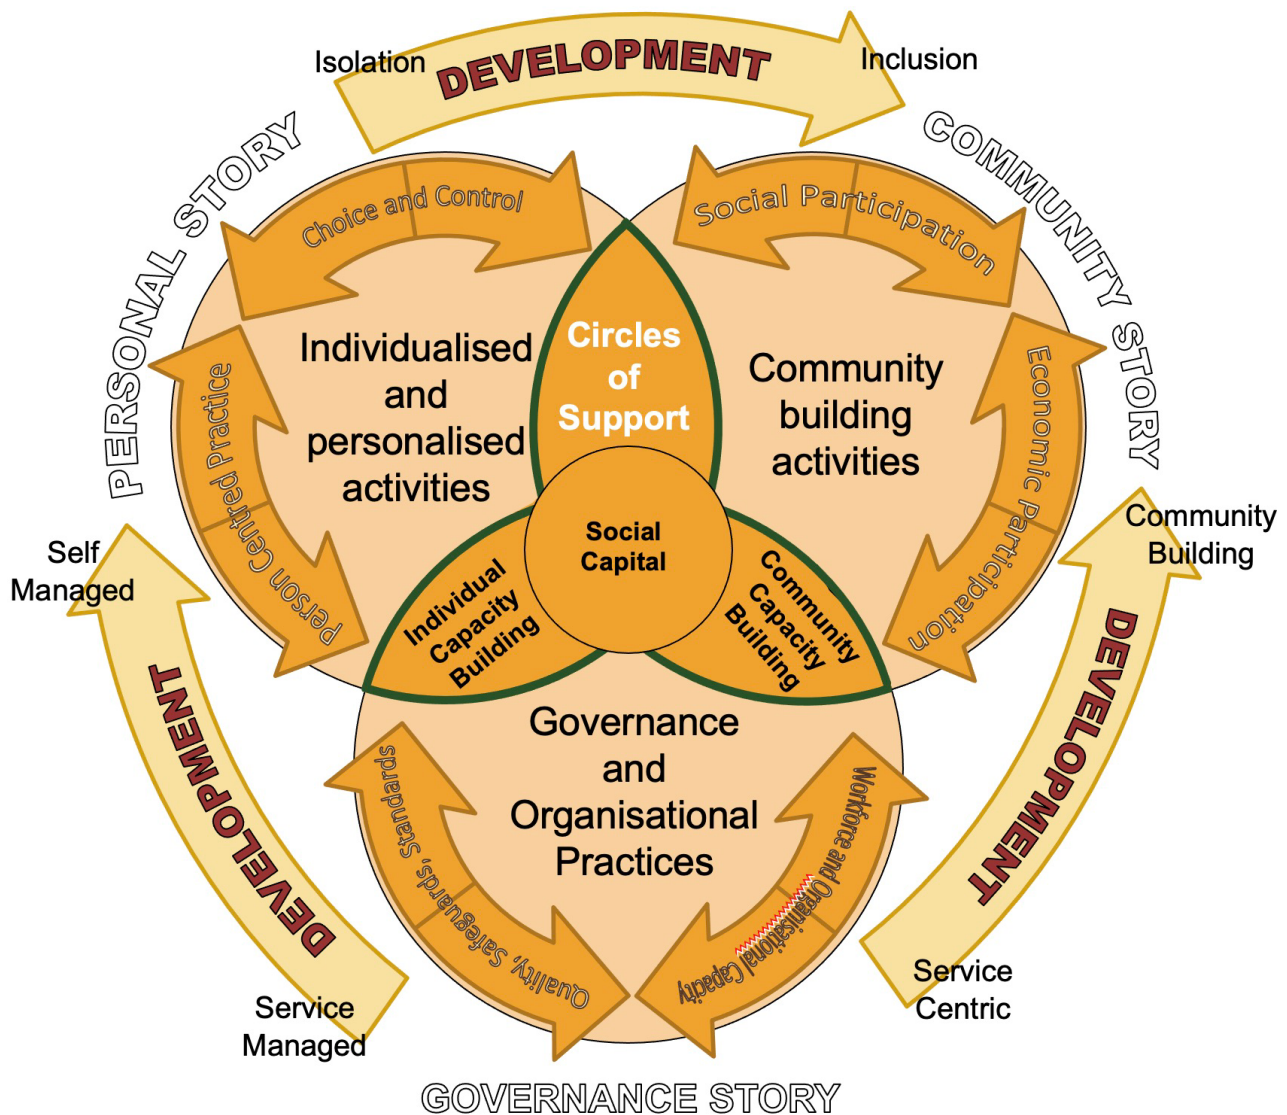 Isolation
DEVELOPMENT
Inclusion
PERSONAL STORY
COMMUNITY STORY
Choice and Control
Social Participation
Individualised
and
personalised
activities
Circles
of
Support
Community
building
activities
Person Centred Practice
Economic Participation
Social
Capital
Self
Managed
Community
Building
Individual
Capacity
Building
Community
Capacity
Building
DEVELOPMENT
DEVELOPMENT
Governance
and
Organisational
Practices
Quality, Safeguards, Standards
Workforce and Organisational Capacity
Service
Managed
Service
Centric
GOVERNANCE STORY